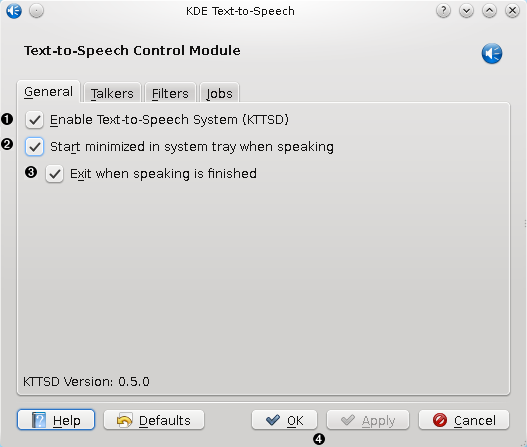 KDE Text-to-Speech
Text-to-Speech Control Module
General Talkers Filters Jobs
❶ Enable Text-to-Speech System (KTTSD)
❷ Start minimized in system tray when speaking
❸ Exit when speaking is finished
KTTSD Version: 0.5.0
Help Defaults OK Apply Cancel
❹